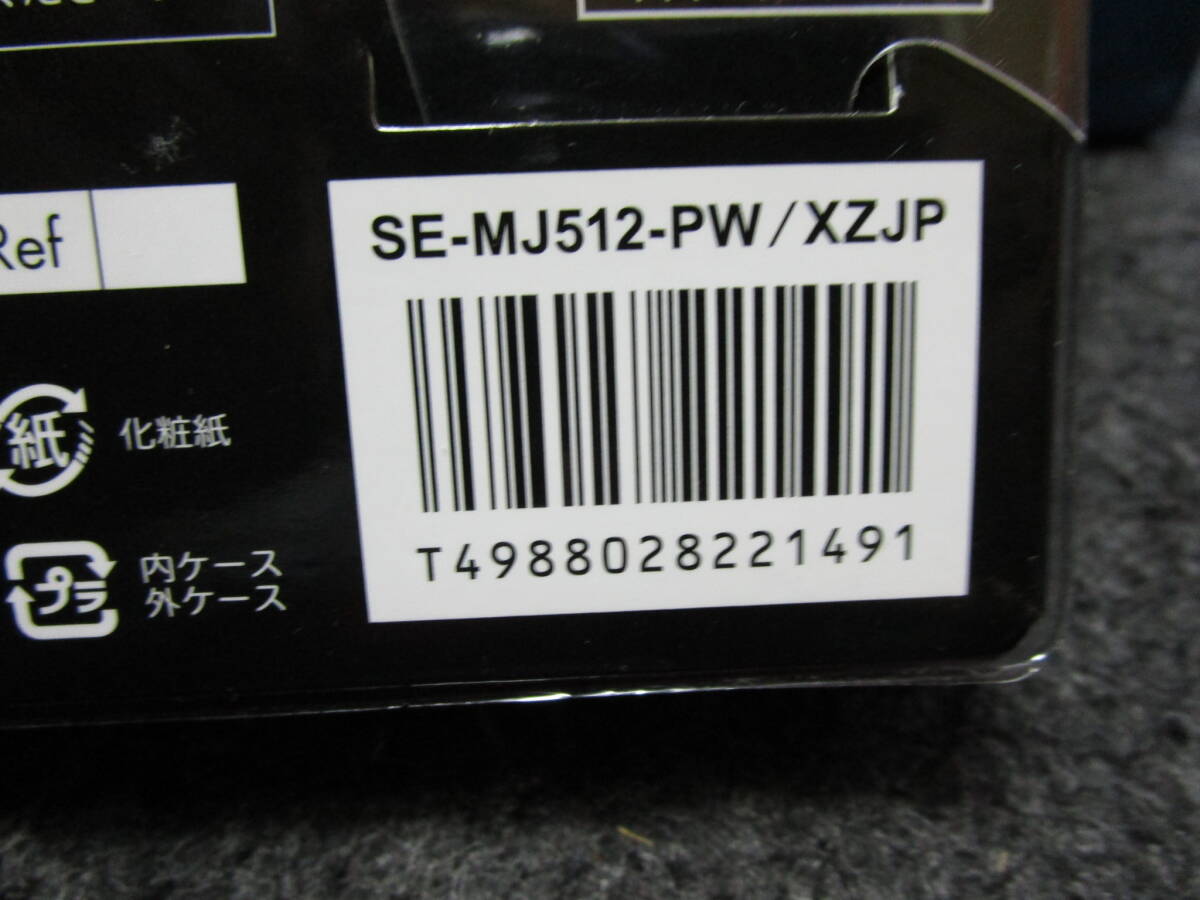 SE-MJ512-PW/XZJP
Ref
紙
化粧紙
T4988028221491
プラ
内ケース
外ケース